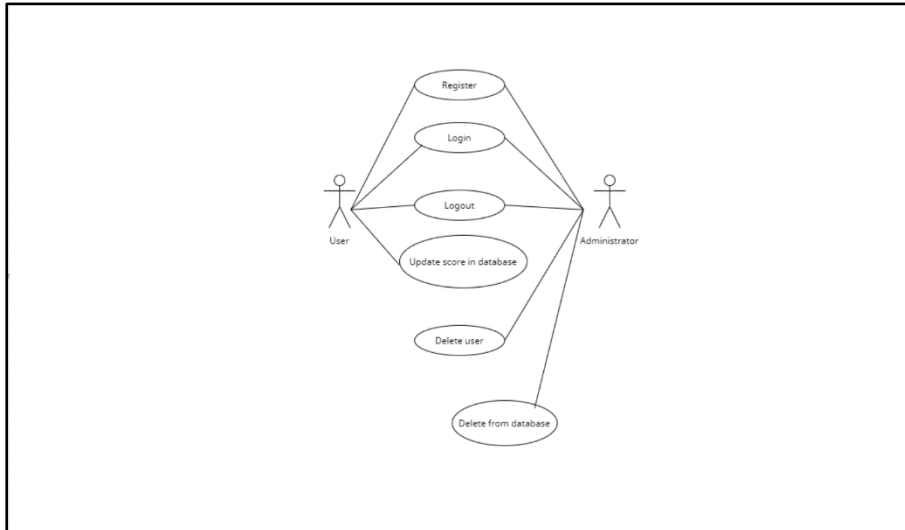 Register
Login
Logout
User
Administrator
Update score in database
Delete user
Delete from database